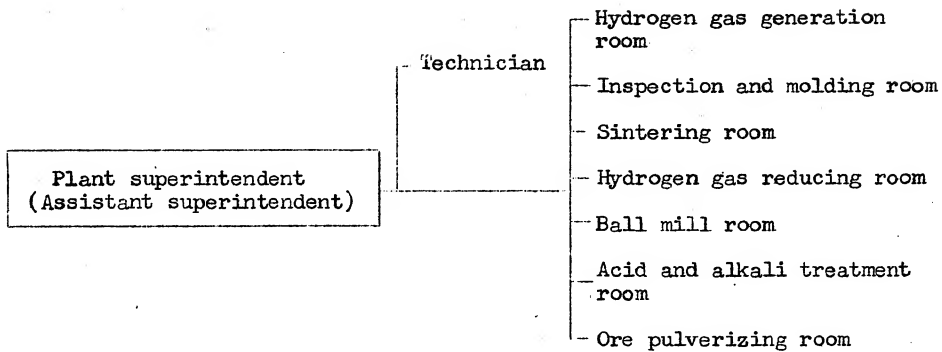 Hydrogen gas generation
room
Technician
Inspection and molding room
Sintering room
Plant superintendent
(Assistant superintendent)
Hydrogen gas reducing room
Ball mill room
Acid and alkali treatment
room
Ore pulverizing room